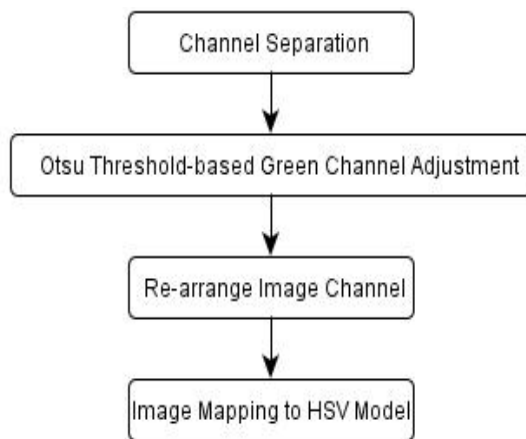 Channel Separation
Otsu Threshold-based Green Channel Adjustment
Re-arrange Image Channel
Image Mapping to HSV Model